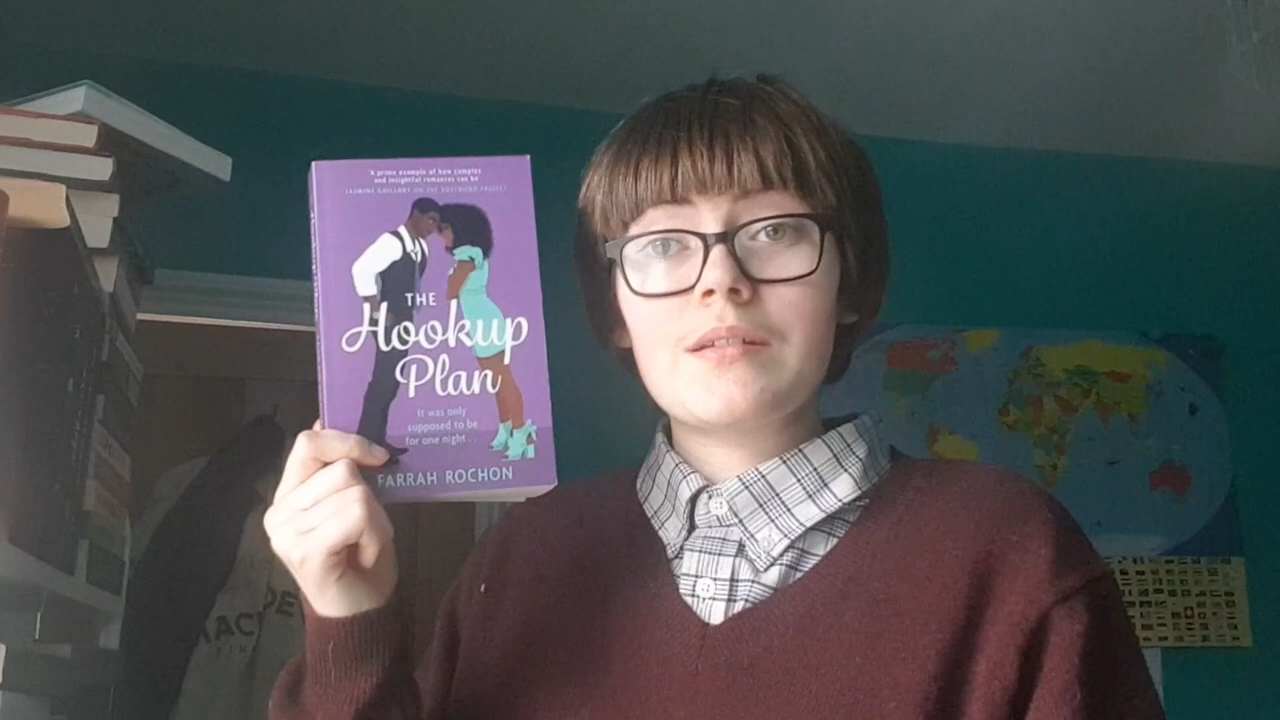 'A prime example of how complex
and insightful romances can be
JASMINE GUILLORY ON THE BOYFRIEND PROJECT
THE
Hookup
Plan
It was only
supposed to be
for one night . . .
FARRAH ROCHON